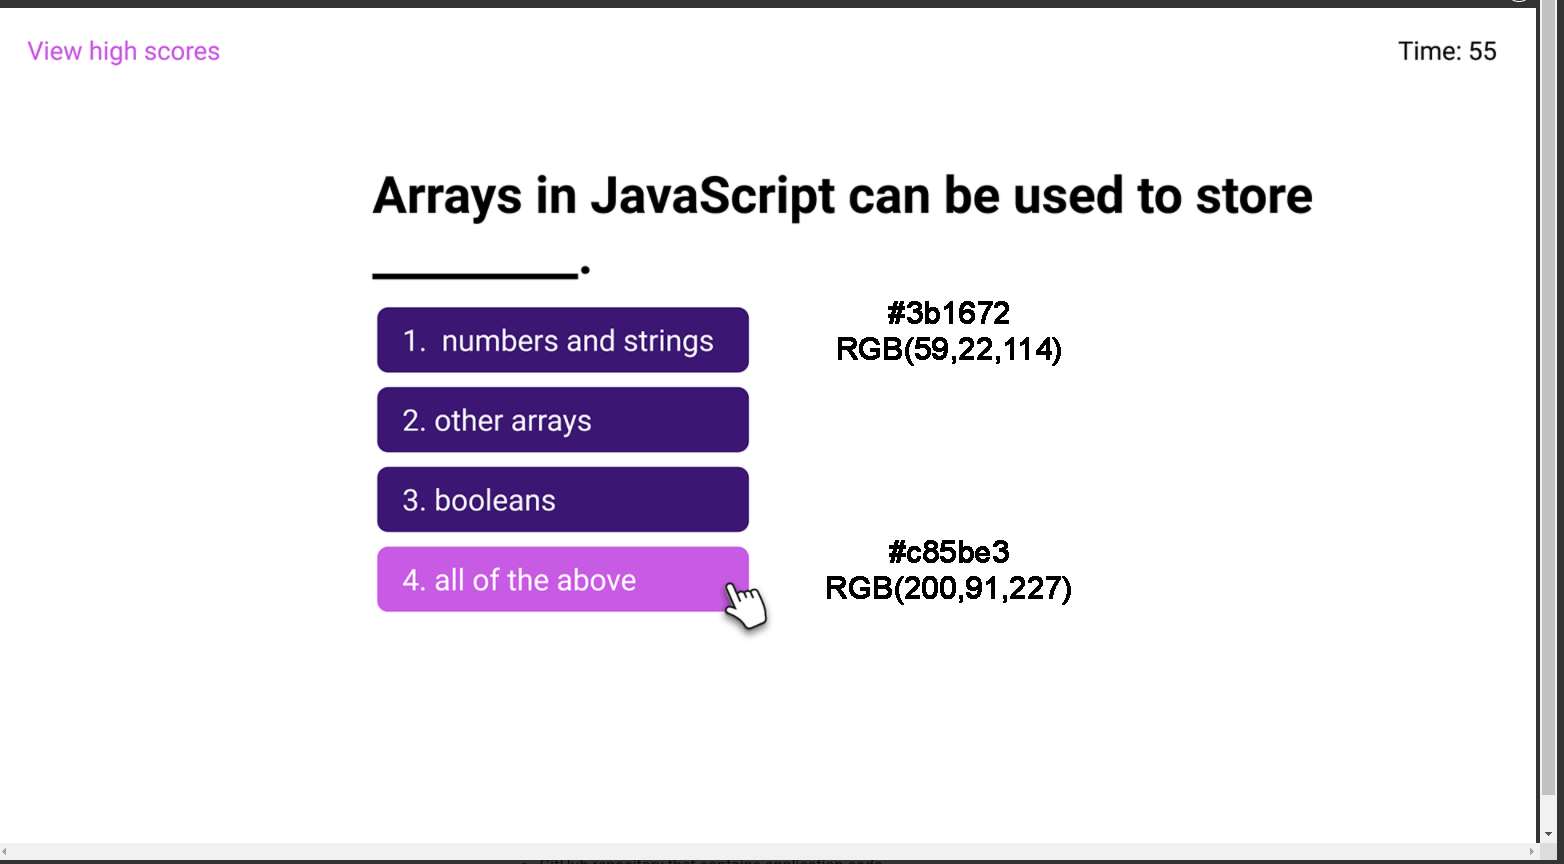 View high scores
Time: 55
Arrays in JavaScript can be used to store
________.
1. numbers and strings
#3b1672
RGB(59,22,114)
2. other arrays
3. booleans
#c85be3
4. all of the above
RGB(200,91,227)